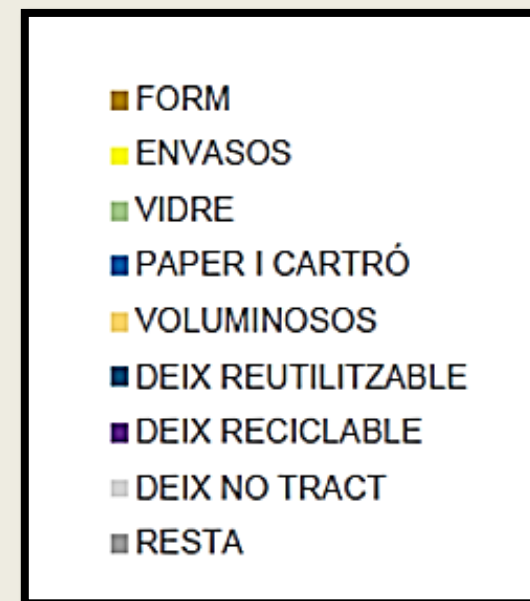 FORM
ENVASOS
VIDRE
PAPER I CARTRÓ
VOLUMINOSOS
DEIX REUTILITZABLE
DEIX RECICLABLE
DEIX NO TRACT
RESTA